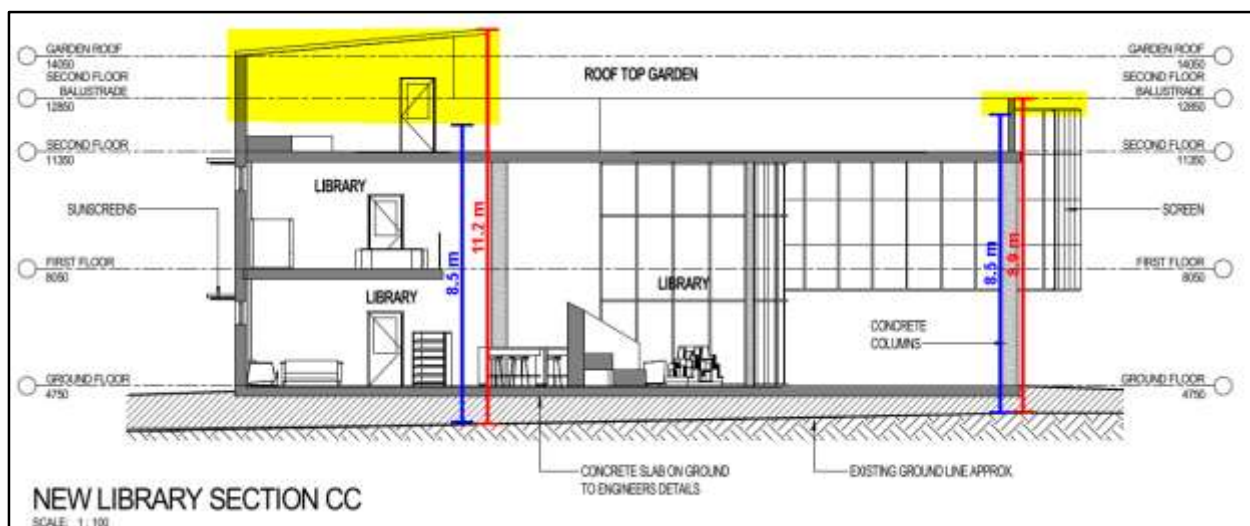 GARDEN ROOF
14050
SECOND FLOOR
BALUSTRADE
12850
SECOND FLOOR
11350
SUNSCREENS
FIRST FLOOR
8050
GROUND FLOOR
4750
ROOF TOP GARDEN
LIBRARY
LIBRARY
LIBRARY
8.5 m
11.2 m
8.5 m
8.9 m
GARDEN ROOF
14050
SECOND FLOOR
BALUSTRADE
12850
SECOND FLOOR
11350
SCREEN
FIRST FLOOR
8050
CONCRETE
COLUMNS
GROUND FLOOR
4750
CONCRETE SLAB ON GROUND
TO ENGINEERS DETAILS
EXISTING GROUND LINE APPROX.
NEW LIBRARY SECTION CC
SCALE: 1 : 100